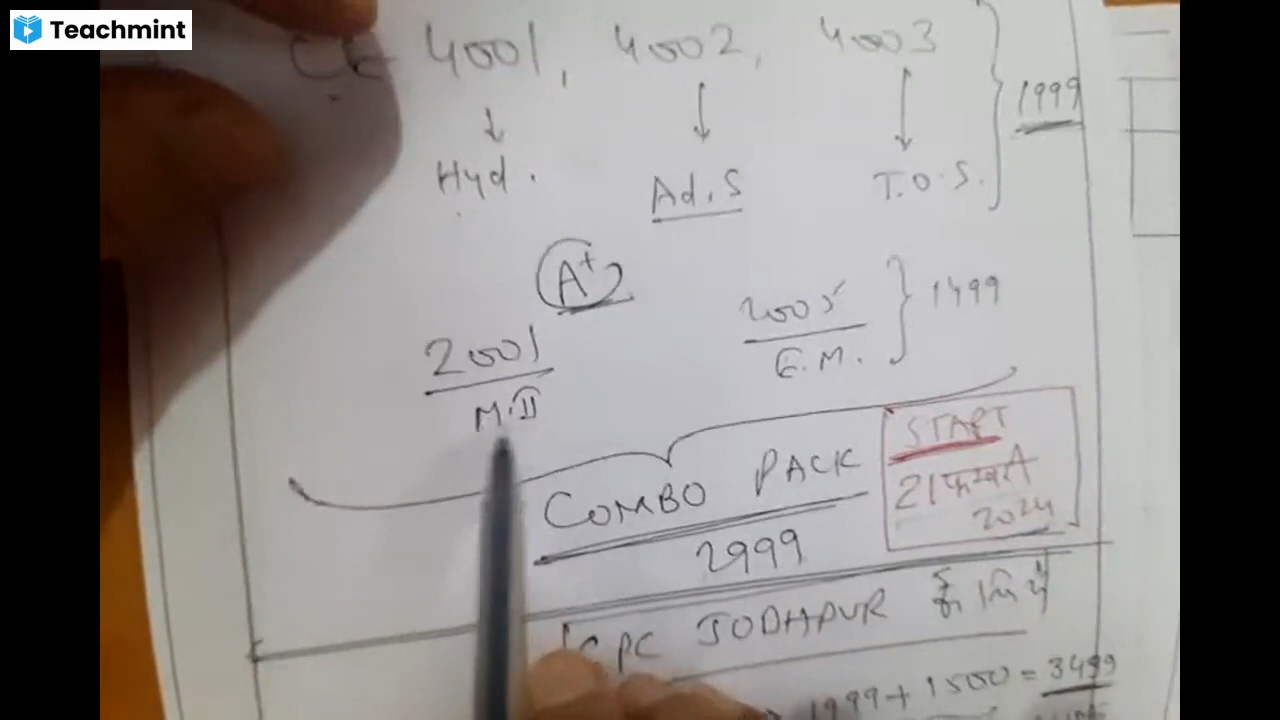 Teachmint
CE- 4001, 4002, 4003
1999
Hyd. Ad.S T.O.S.
A+
2001 2005 1499
M.II E.M.
COMBO PACK
2999
START
21 फरवरी
2024
JODHPUR
1999 + 1500 = 3499